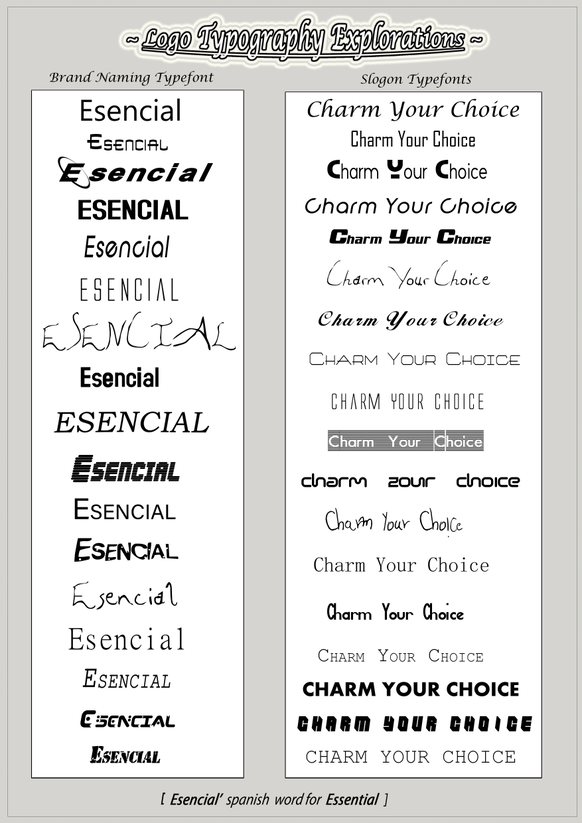 ~ Logo Typography Explorations ~
Brand Naming Typefont
Esencial
ESENCIAL
Esencial
ESENCIAL
Esencial
ESENCIAL
ESENCIAL
Esencial
ESENCIAL
ESENCIAL
ESENCIAL
ESENCIAL
Esencial
Esencial
ESENCIAL
ESENCIAL
ESENCIAL
Slogon Typefonts
Charm Your Choice
Charm Your Choice
Charm Your Choice
Charm Your Choice
Charm Your Choice
Charm Your Choice
Charm Your Choice
CHARM YOUR CHOICE
CHARM YOUR CHOICE
Charm Your Choice
charm your choice
Charm Your Choice
Charm Your Choice
Charm Your Choice
CHARM YOUR CHOICE
CHARM YOUR CHOICE
CHARM YOUR CHOICE
CHARM YOUR CHOICE
[ Esencial' spanish word for Essential ]